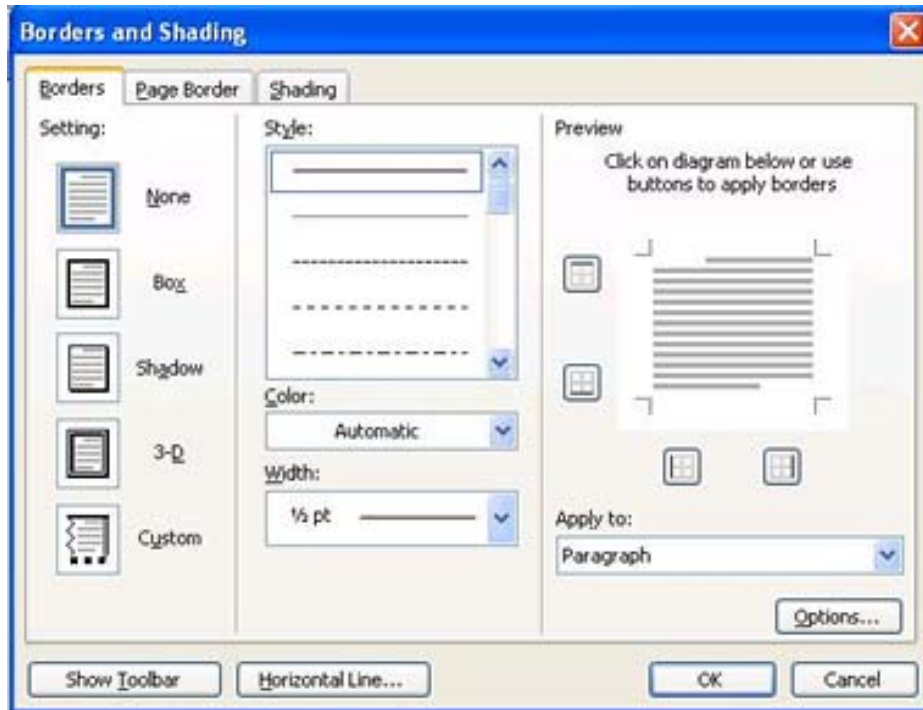 Borders and Shading
Borders
Page Border
Shading
Setting:
None
Box
Shadow
3-D
Custom
Style:
Color:
Automatic
Width:
½ pt
Preview
Click on diagram below or use
buttons to apply borders
Apply to:
Paragraph
Options...
Show Toolbar
Horizontal Line...
OK
Cancel